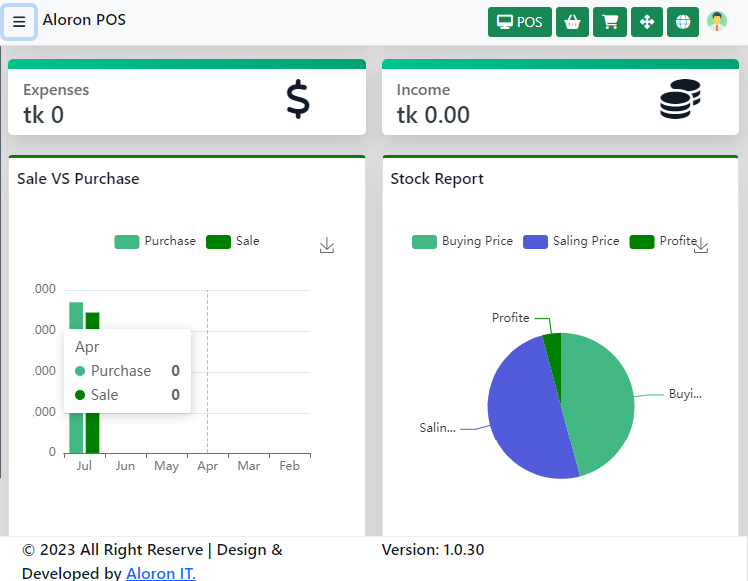 Aloron POS
POS
Expenses
tk 0
Income
tk 0.00
Sale VS Purchase
Purchase Sale
,000
,000
,000
,000
0
Apr
Purchase 0
Sale 0
Jul Jun May Apr Mar Feb
Stock Report
Buying Price Saling Price Profite
Profite
Buyi...
Salin...
© 2023 All Right Reserve | Design &
Developed by Aloron IT.
Version: 1.0.30